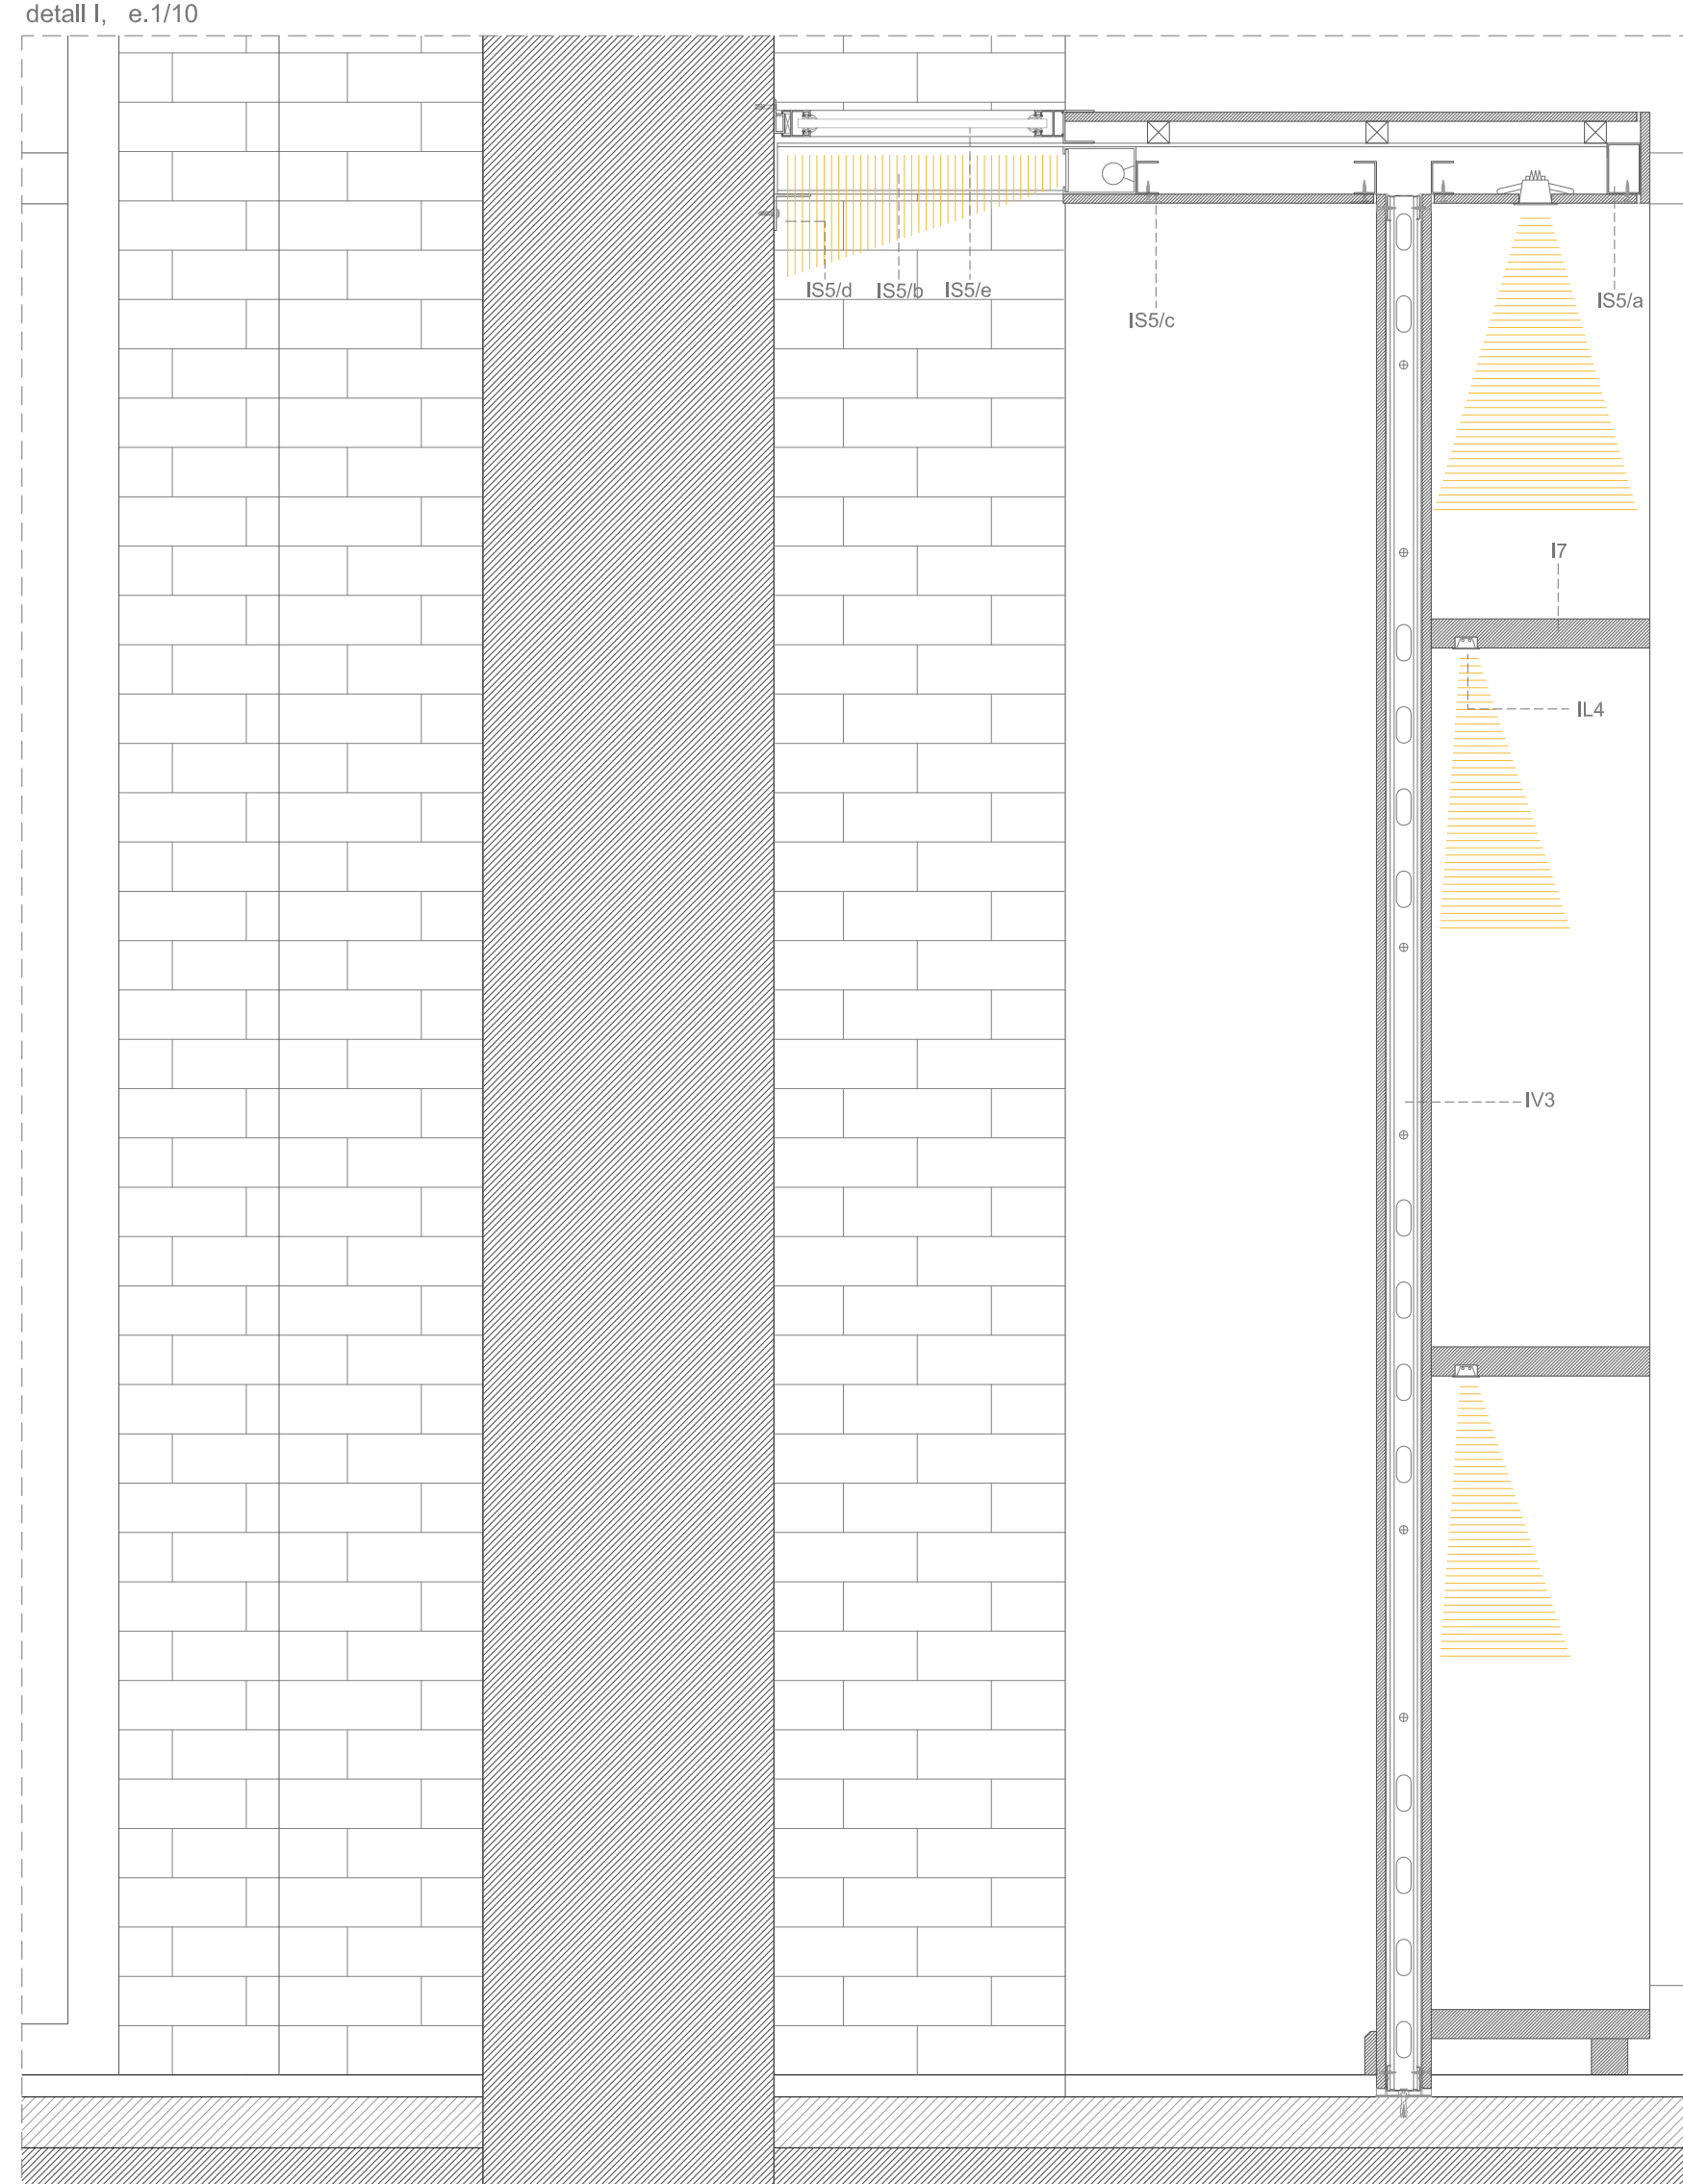 detall I, e.1/10
IS5/d IS5/b IS5/e
IS5/c
IS5/a
I7
IL4
IV3